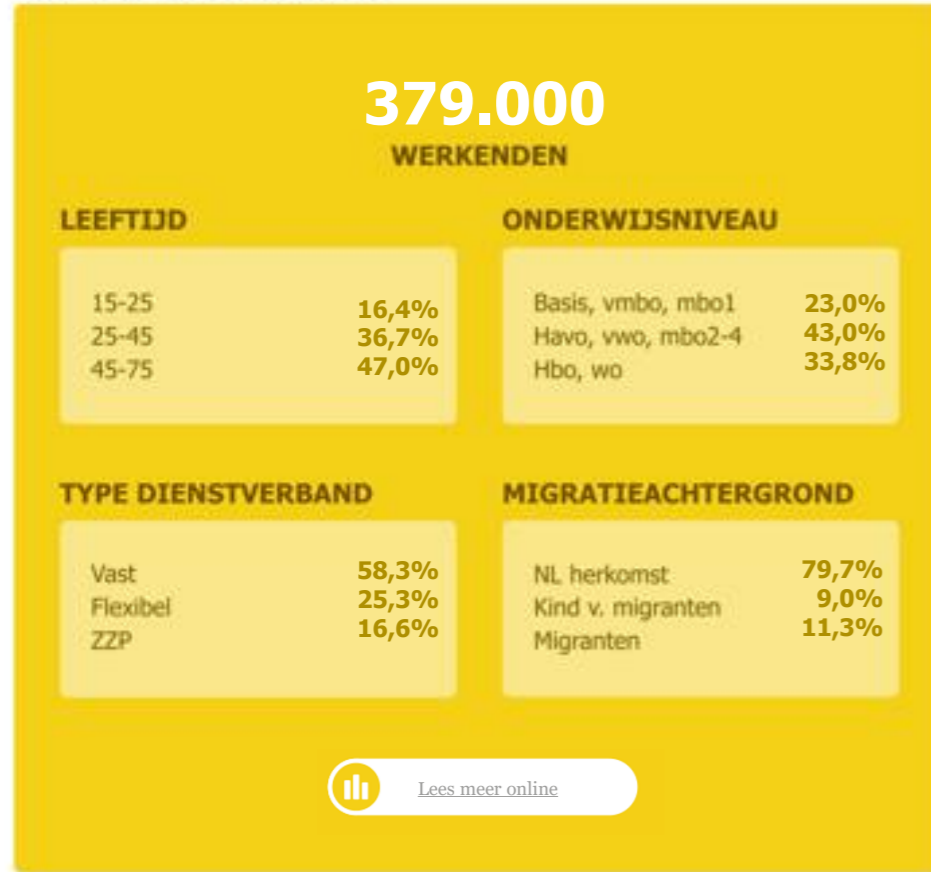 379.000
WERKENDEN
LEEFTIJD
15-25 16,4%
25-45 36,7%
45-75 47,0%
ONDERWIJSNIVEAU
Basis, vmbo, mbo1 23,0%
Havo, vwo, mbo2-4 43,0%
Hbo, wo 33,8%
TYPE DIENSTVERBAND
Vast 58,3%
Flexibel 25,3%
ZZP 16,6%
MIGRATIEACHTERGROND
NL herkomst 79,7%
Kind v. migranten 9,0%
Migranten 11,3%
Lees meer online